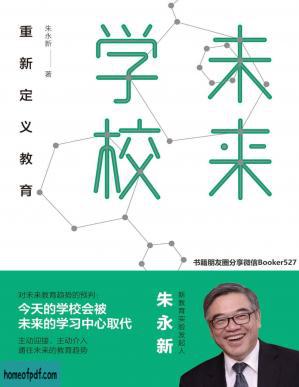 未来
学校
朱永新——著
重新定义教育
书籍朋友圈分享微信Booker527
对未来教育趋势的预判:
今天的学校会被
未来的学习中心取代
主动迎接、主动介入
通往未来的教育趋势
新教育实验发起人
朱永新
homeofpdf.com